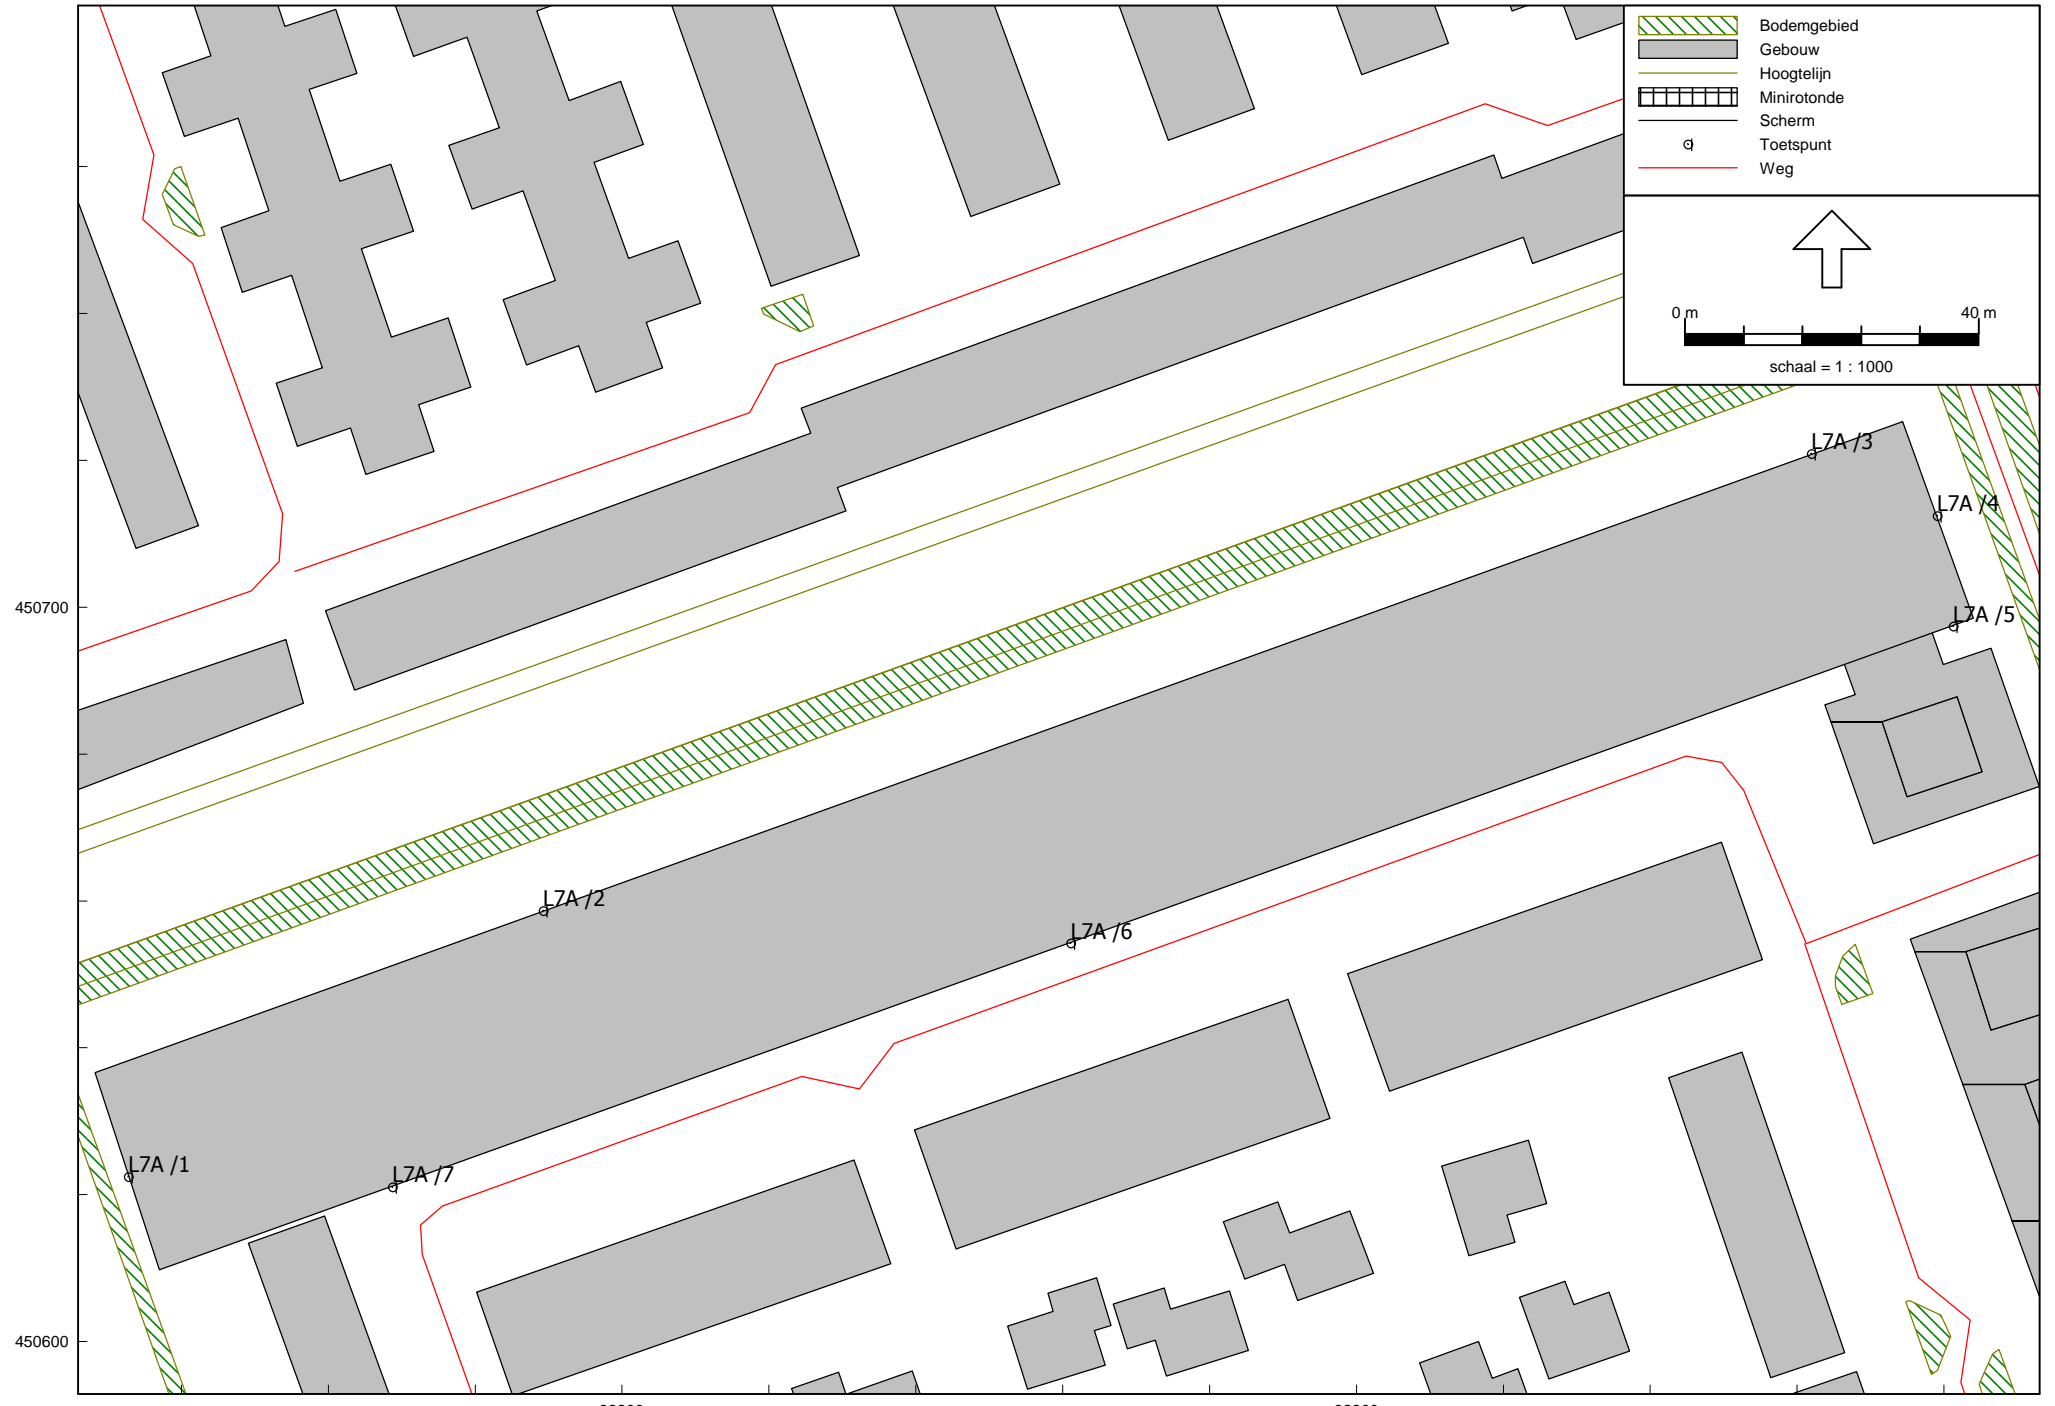 Bodemgebied
Gebouw
Hoogtelijn
Minirotonde
Scherm
Toetspunt
Weg
0 m 40 m
schaal = 1 : 1000
L7A /3
L7A /4
450700
L7A /5
L7A /2
L7A /6
L7A /1
L7A /7
450600